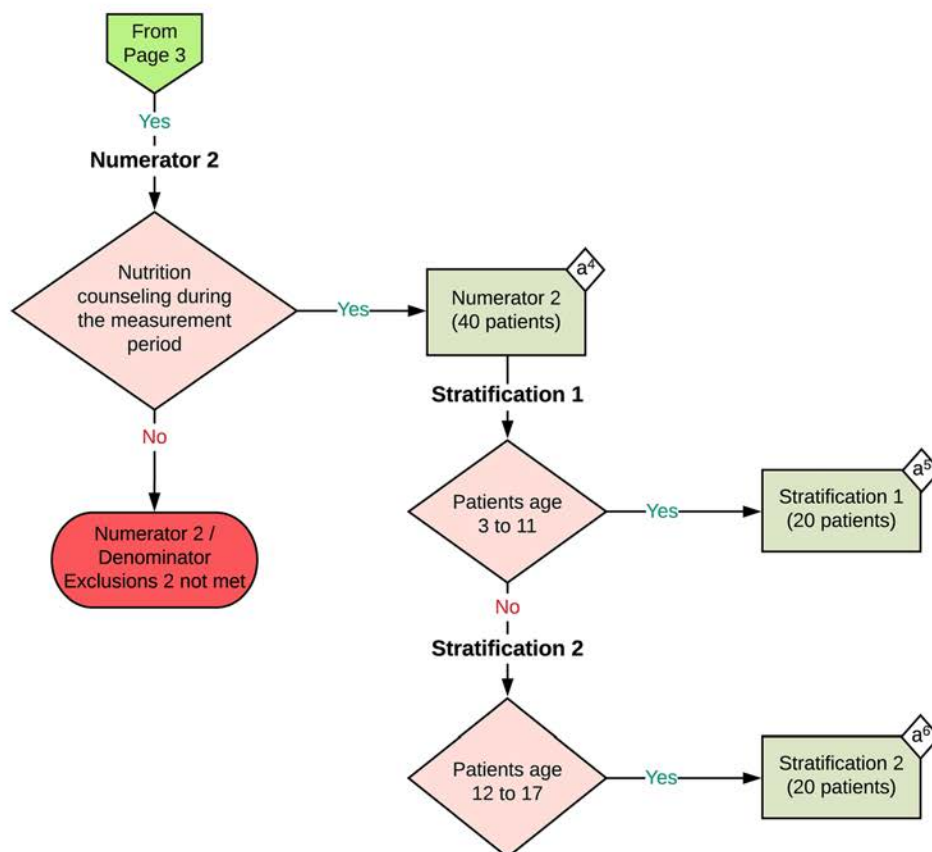 From
Page 3
Yes
Numerator 2
Nutrition
counseling during
the measurement
period
Yes
Numerator 2
(40 patients)
a⁴
No
Numerator 2 /
Denominator
Exclusions 2 not met
Stratification 1
Patients age
3 to 11
Yes
Stratification 1
(20 patients)
a⁵
No
Stratification 2
Patients age
12 to 17
Yes
Stratification 2
(20 patients)
a⁶